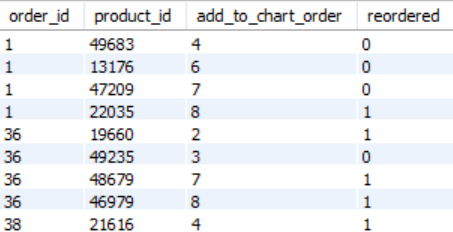 order_id product_id add_to_chart_order reordered
1 49683 4 0
1 13176 6 0
1 47209 7 0
1 22035 8 1
36 19660 2 1
36 49235 3 0
36 48679 7 1
36 46979 8 1
38 21616 4 1